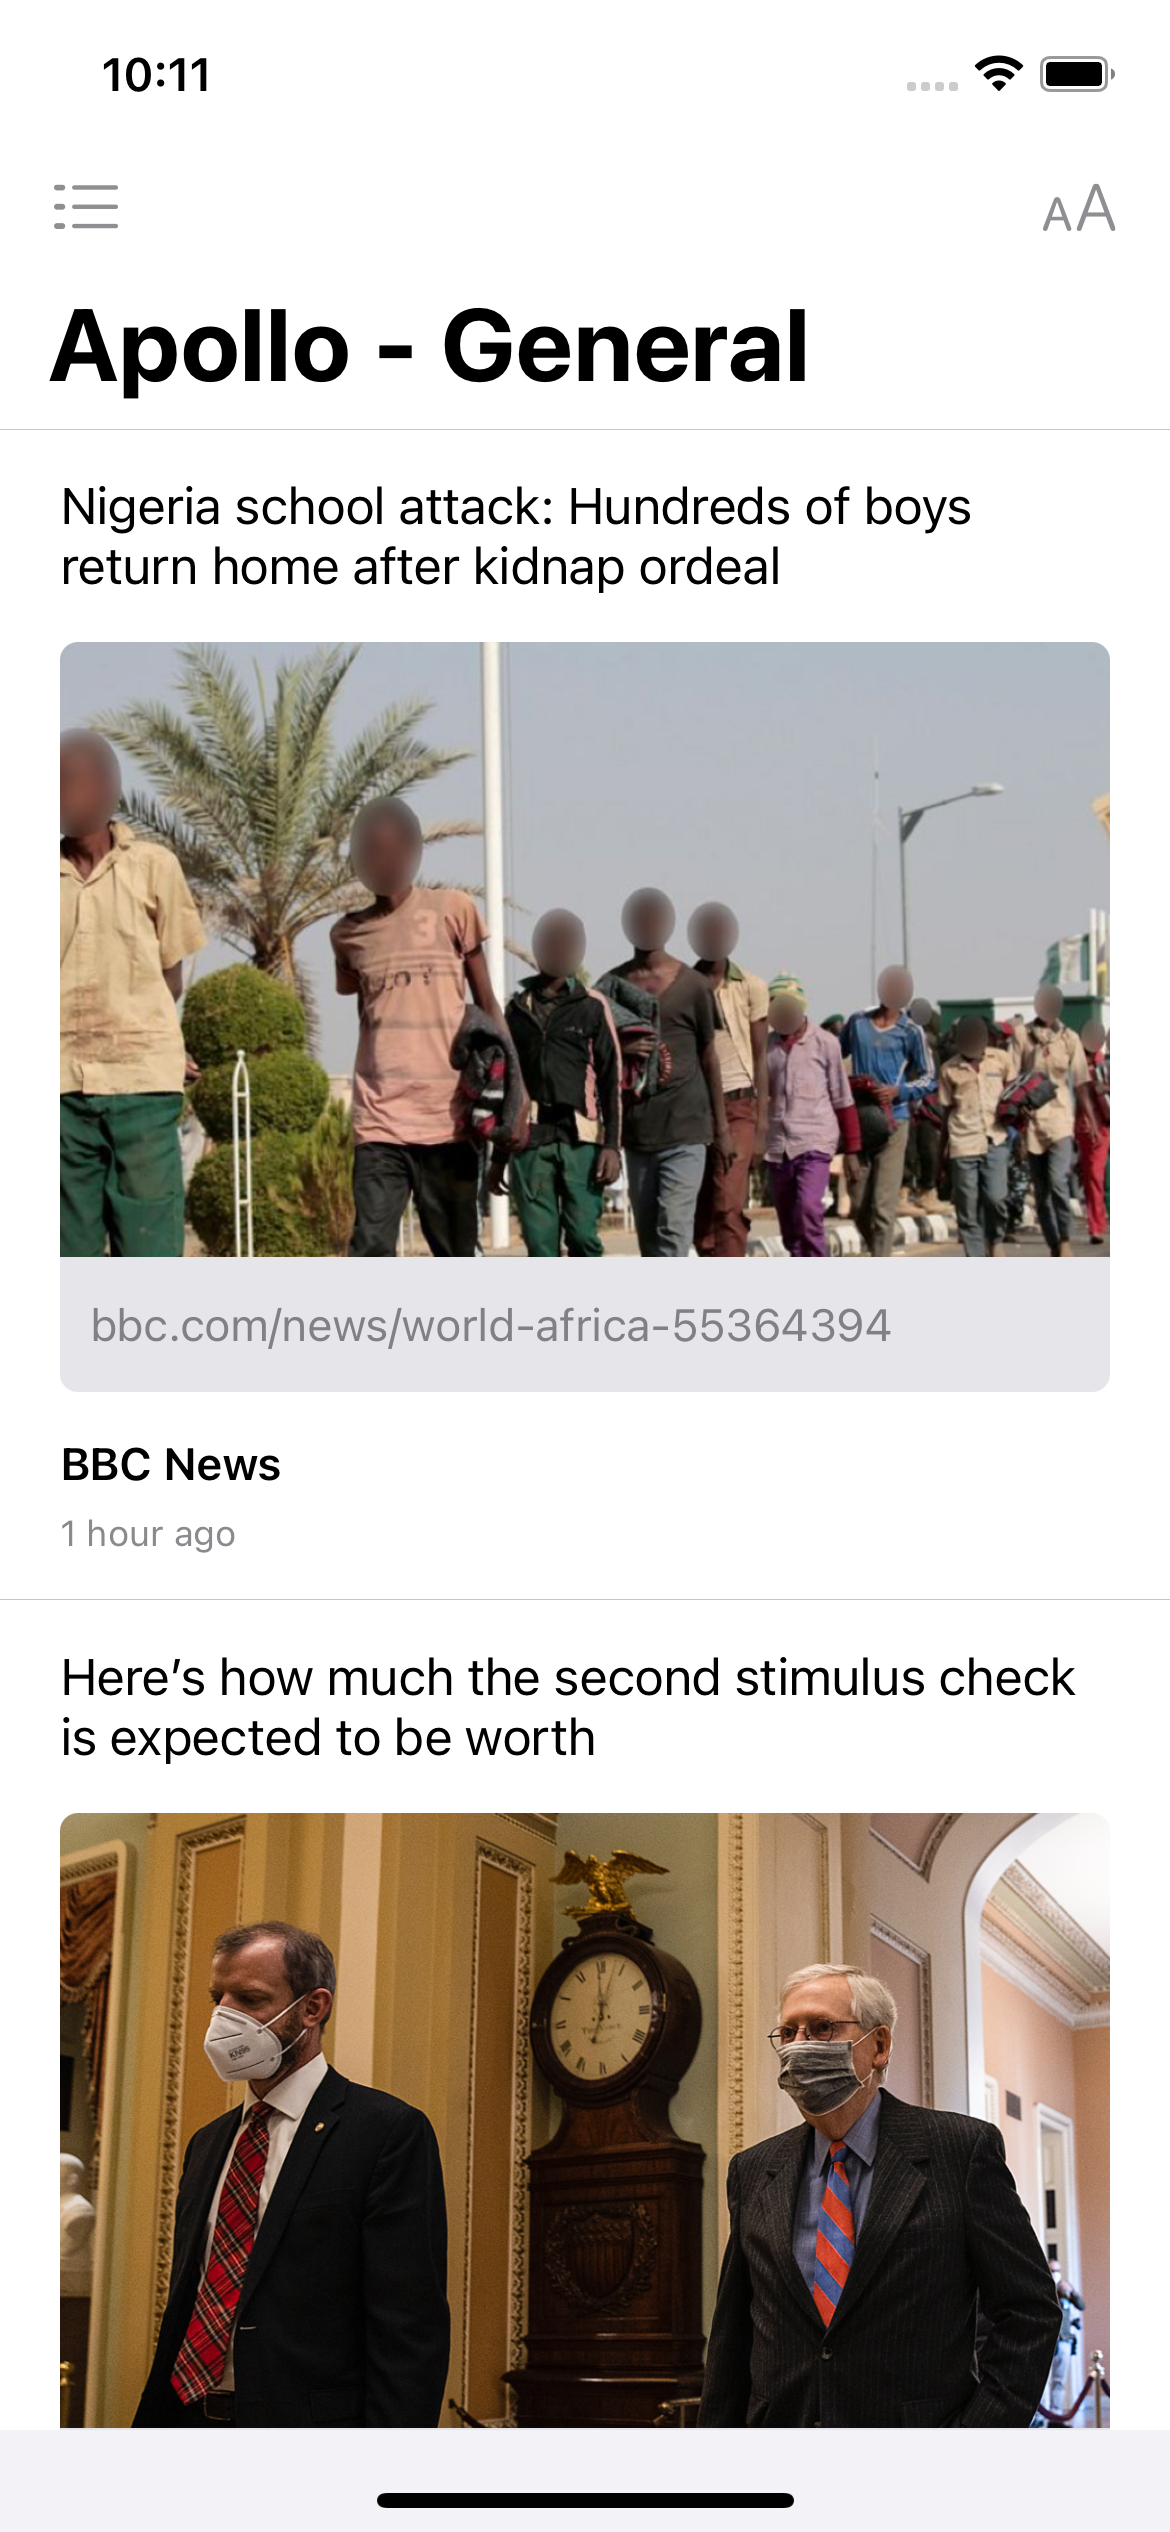 10:11
AA
Apollo - General
Nigeria school attack: Hundreds of boys
return home after kidnap ordeal
3
bbc.com/news/world-africa-55364394
BBC News
1 hour ago
Here’s how much the second stimulus check
is expected to be worth
KN95